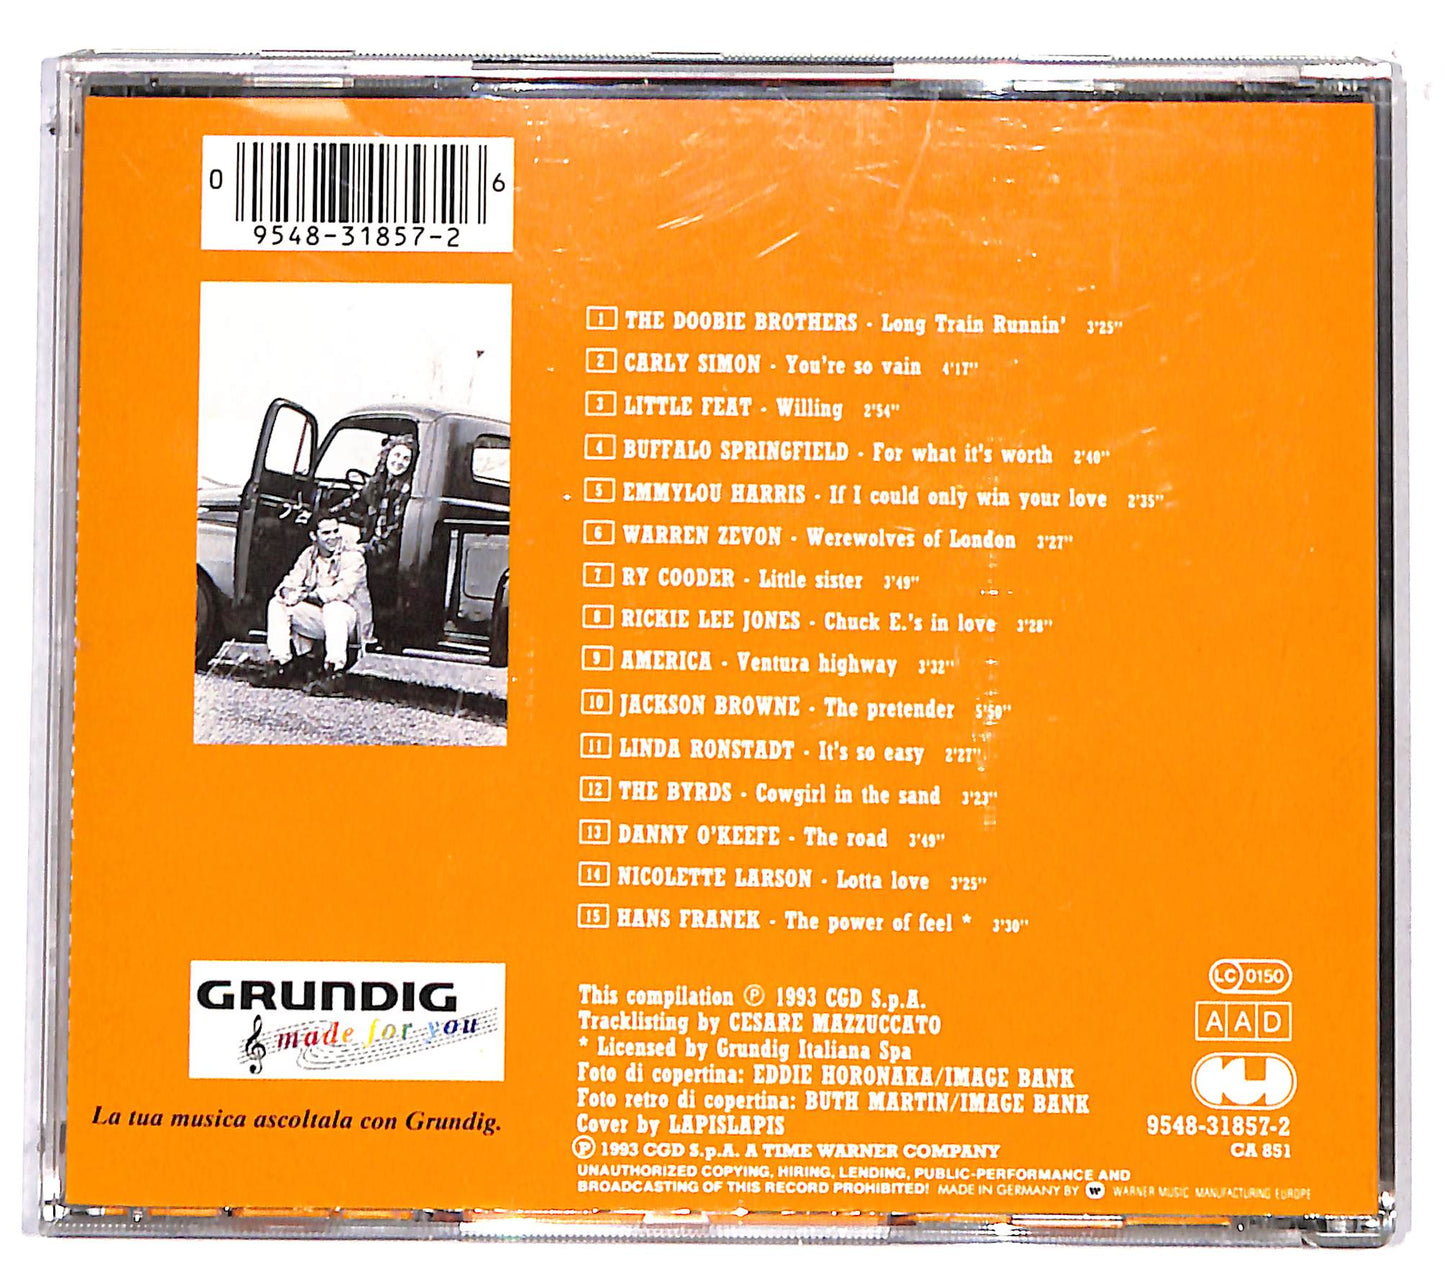 0 6
9548-31857-2
1 THE DOOBIE BROTHERS - Long Train Runnin' 3'25"
2 CARLY SIMON - You're so vain 4'17"
3 LITTLE FEAT - Willing 2'54"
4 BUFFALO SPRINGFIELD - For what it's worth 2'40"
5 EMMYLOU HARRIS - If I could only win your love 2'35"
6 WARREN ZEVON - Werewolves of London 3'27"
7 RY COODER - Little sister 3'49"
8 RICKIE LEE JONES - Chuck E.'s in love 3'28"
9 AMERICA - Ventura highway 3'32"
10 JACKSON BROWNE - The pretender 5'50"
11 LINDA RONSTADT - It's so easy 2'27"
12 THE BYRDS - Cowgirl in the sand 3'23"
13 DANNY O'KEEFE - The road 3'49"
14 NICOLETTE LARSON - Lotta love 3'25"
15 HANS FRANEK - The power of feel * 3'30"
GRUNDIG
made for you
La tua musica ascoltala con Grundig.
This compilation ℗ 1993 CGD S.p.A.
Tracklisting by CESARE MAZZUCCATO
* Licensed by Grundig Italiana Spa
Foto di copertina: EDDIE HORONAKA/IMAGE BANK
Foto retro di copertina: BUTH MARTIN/IMAGE BANK
Cover by LAPISLAPIS
℗ 1993 CGD S.p.A. A TIME WARNER COMPANY
UNAUTHORIZED COPYING, HIRING, LENDING, PUBLIC-PERFORMANCE AND
BROADCASTING OF THIS RECORD PROHIBITED! MADE IN GERMANY BY WARNER MUSIC MANUFACTURING EUROPE
LC 0150
AAD
9548-31857-2
CA 851